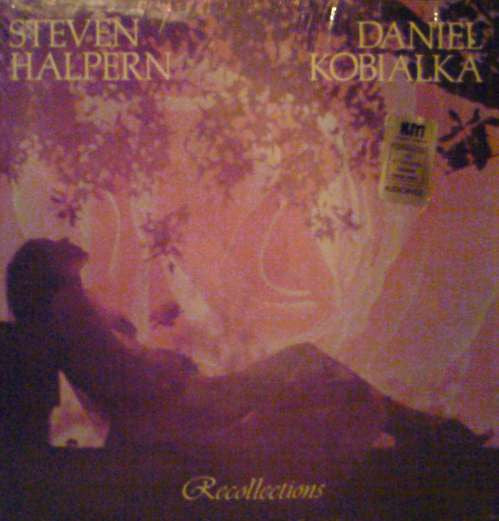 STEVEN
HALPERN
DANIEL
KOBIALKA
Recollections